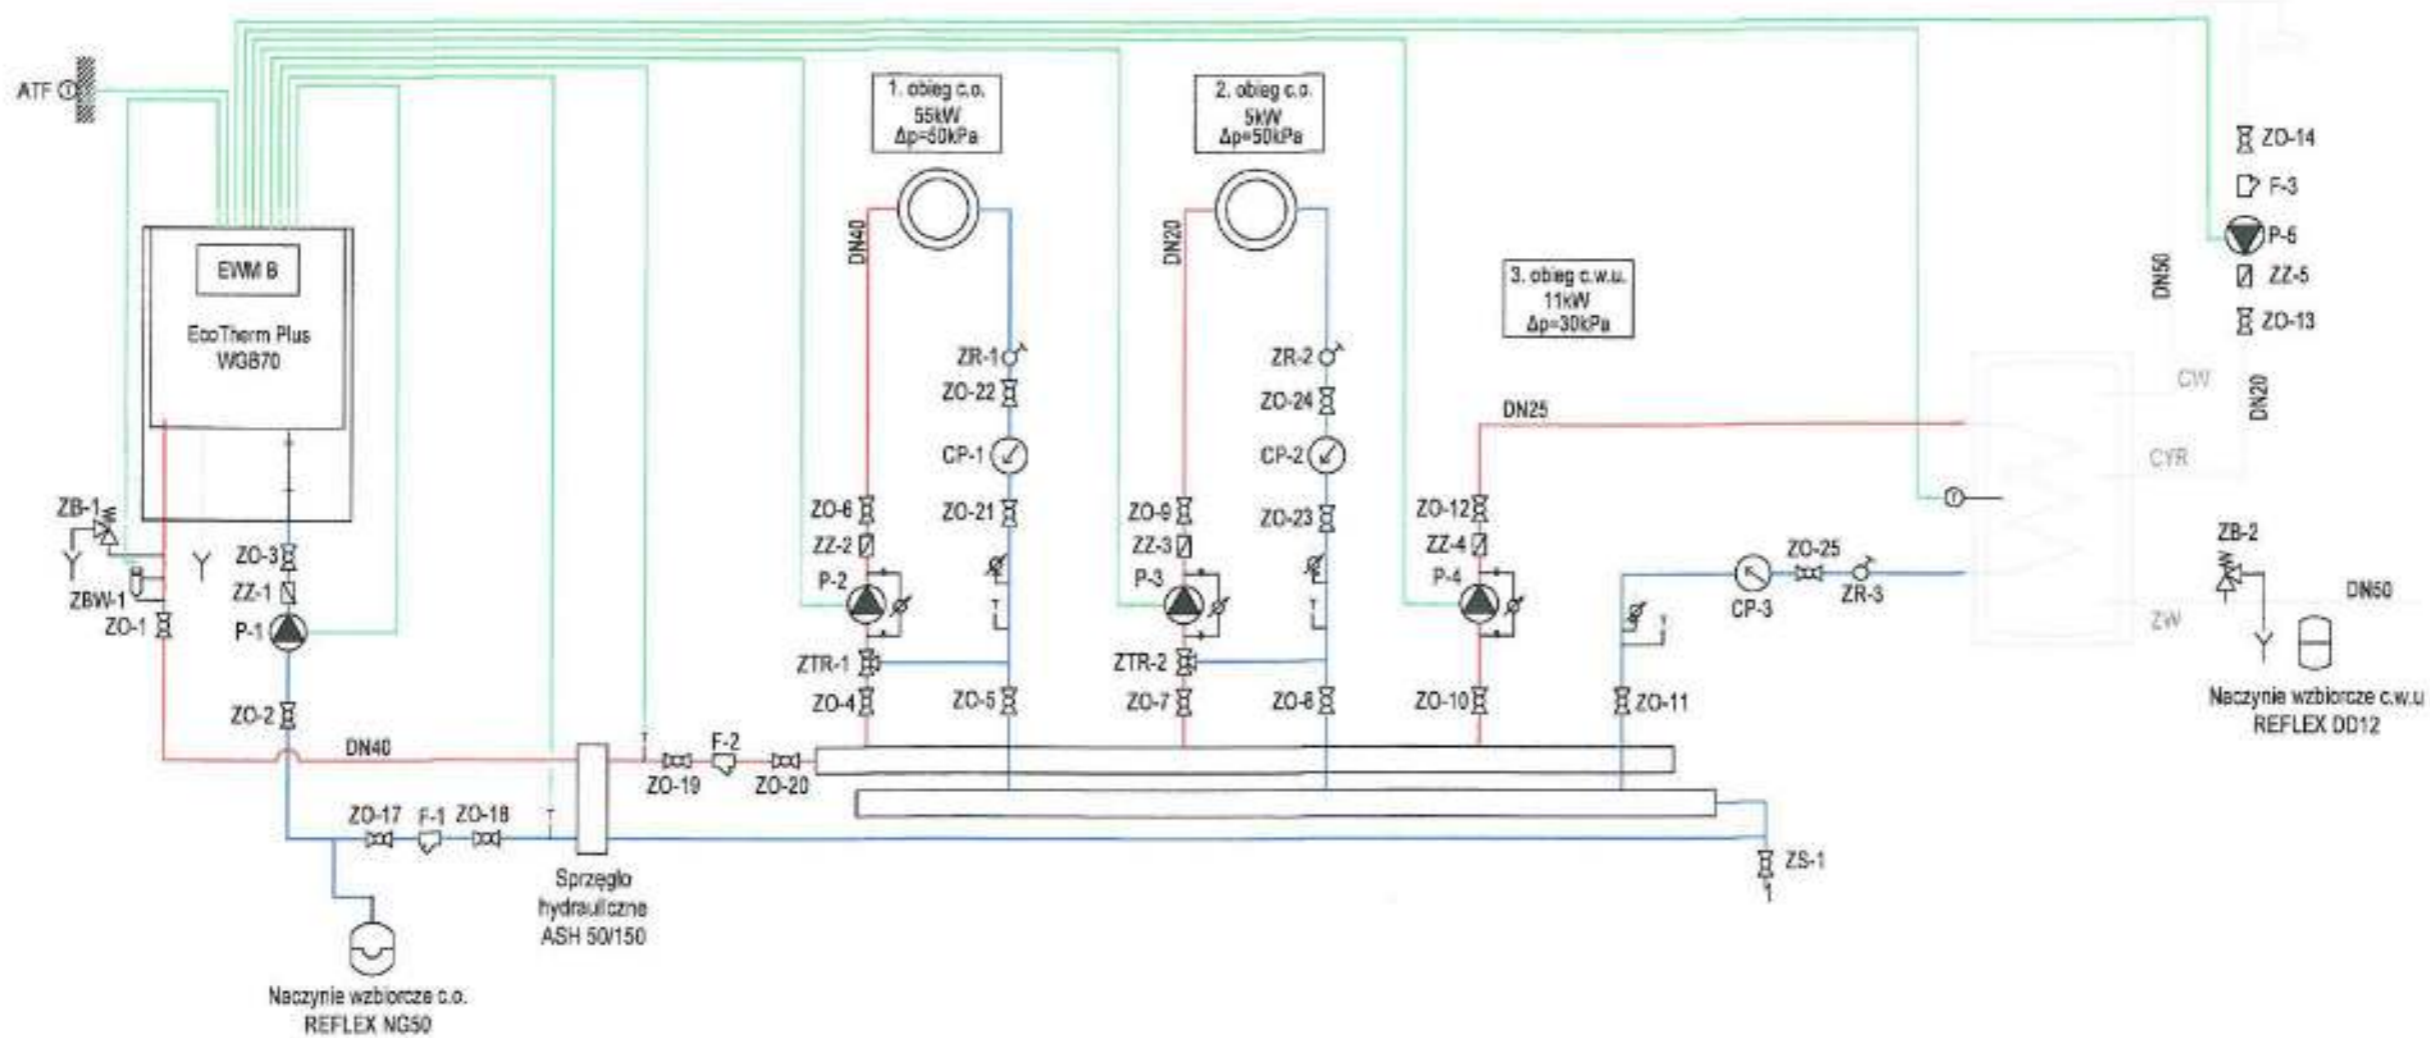 ATF
T
EWM B
EcoTherm Plus
WGB70
1. obieg c.o.
55kW
Δp=50kPa
2. obieg c.o.
5kW
Δp=50kPa
3. obieg c.w.u.
11kW
Δp=30kPa
DN40
DN20
DN25
DN50
DN20
ZO-14
F-3
P-5
ZZ-5
ZO-13
CW
CYR
ZW
DN50
ZB-2
Naczynie wzbiorcze c.w.u
REFLEX DD12
ZB-1
ZBW-1
ZO-1
ZO-3
ZZ-1
P-1
ZO-2
DN40
ZR-1
ZO-22
CP-1
ZO-21
ZO-6
ZZ-2
P-2
T
ZTR-1
ZO-4
ZO-5
ZR-2
ZO-24
CP-2
ZO-23
ZO-9
ZZ-3
P-3
T
ZTR-2
ZO-7
ZO-8
ZO-12
ZZ-4
P-4
ZO-10
ZO-11
T
T
CP-3
ZO-25
ZR-3
T
ZO-19
F-2
ZO-20
ZO-17
F-1
ZO-18
T
ZS-1
Sprzęgło
hydrauliczne
ASH 50/150
Naczynie wzbiorcze c.o.
REFLEX NG50